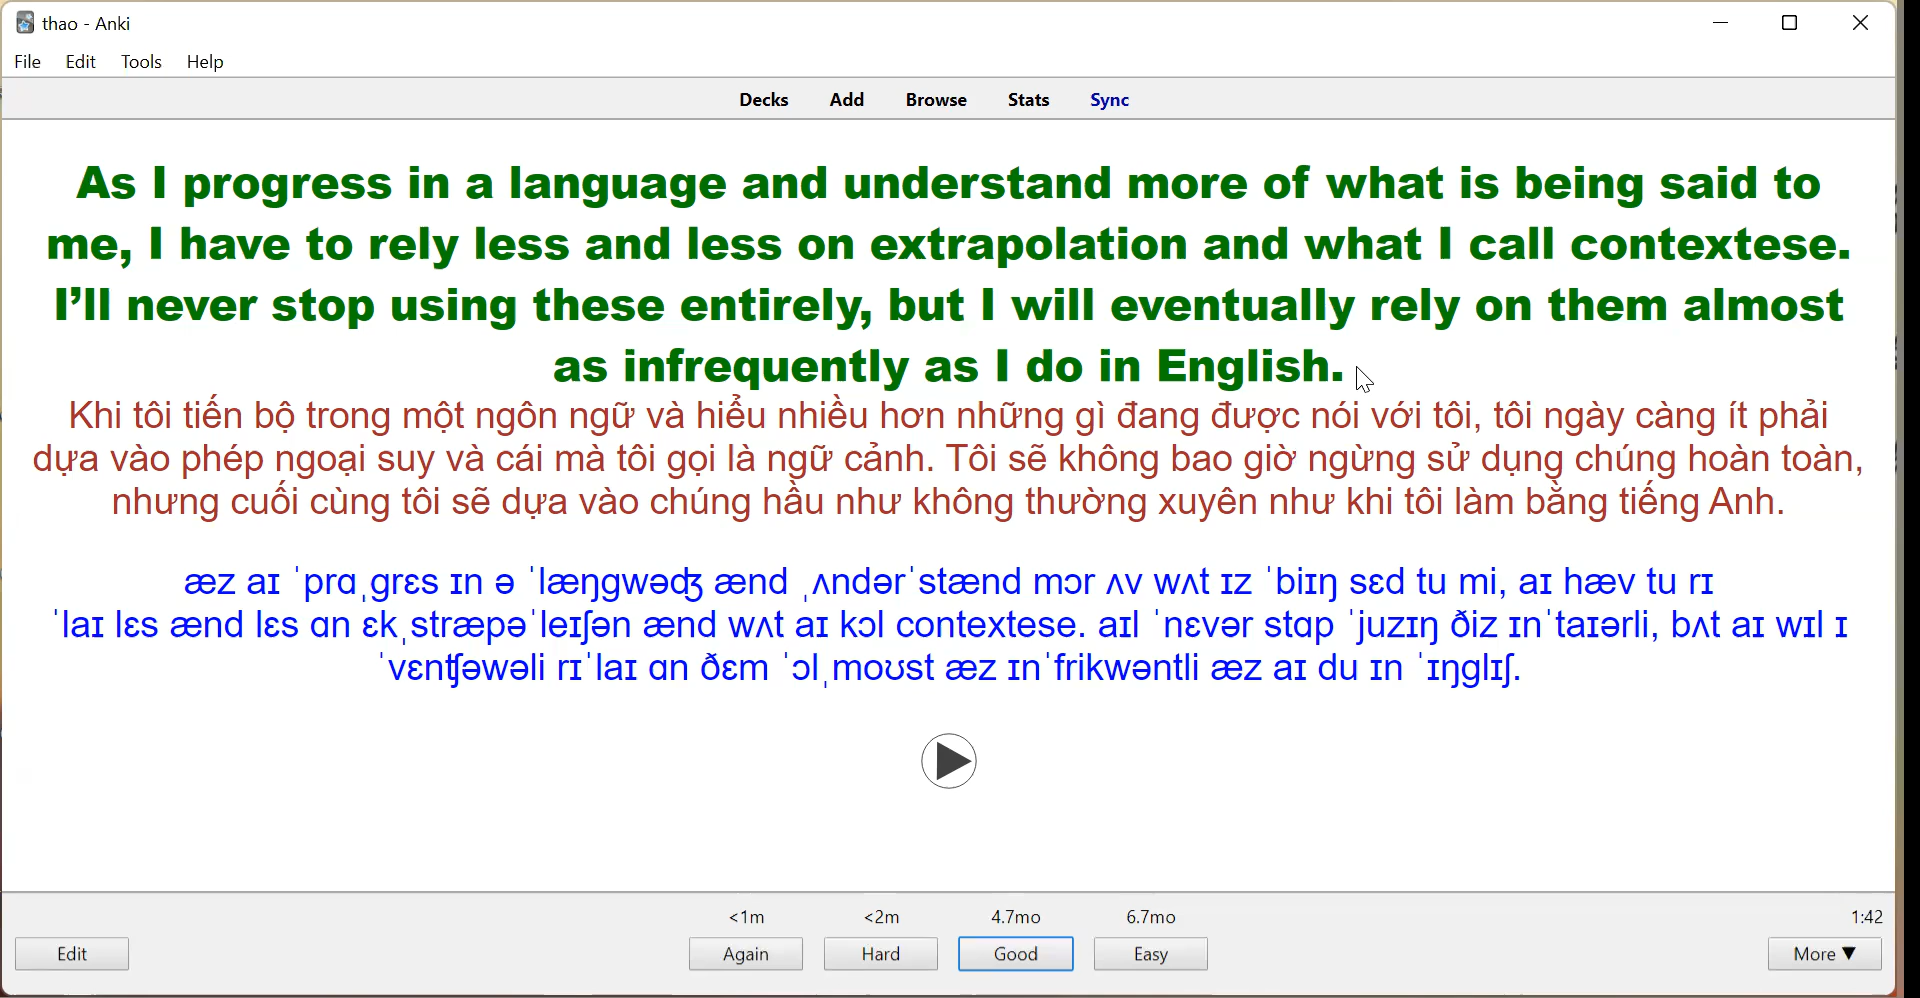 thao - Anki
File Edit Tools Help
Decks Add Browse Stats Sync
As I progress in a language and understand more of what is being said to
me, I have to rely less and less on extrapolation and what I call contextese.
I’ll never stop using these entirely, but I will eventually rely on them almost
as infrequently as I do in English.
Khi tôi tiến bộ trong một ngôn ngữ và hiểu nhiều hơn những gì đang được nói với tôi, tôi ngày càng ít phải
dựa vào phép ngoại suy và cái mà tôi gọi là ngữ cảnh. Tôi sẽ không bao giờ ngừng sử dụng chúng hoàn toàn,
nhưng cuối cùng tôi sẽ dựa vào chúng hầu như không thường xuyên như khi tôi làm bằng tiếng Anh.
æz aɪ ˈprɑˌgrɛs ɪn ə ˈlæŋgwəʤ ænd ˌʌndərˈstænd mɔr ʌv wʌt ɪz ˈbiɪŋ sɛd tu mi, aɪ hæv tu rɪ
ˈlaɪ lɛs ænd lɛs ɑn ɛkˌstræpəˈleɪʃən ænd wʌt aɪ kɔl contextese. aɪl ˈnɛvər stɑp ˈjuzɪŋ ðiz ɪnˈtaɪərli, bʌt aɪ wɪl ɪ
ˈvɛnʧəwəli rɪˈlaɪ ɑn ðɛm ˈɔlˌmoʊst æz ɪnˈfrikwəntli æz aɪ du ɪn ˈɪŋglɪʃ.
<1m <2m 4.7mo 6.7mo 1:42
Edit Again Hard Good Easy More ▼